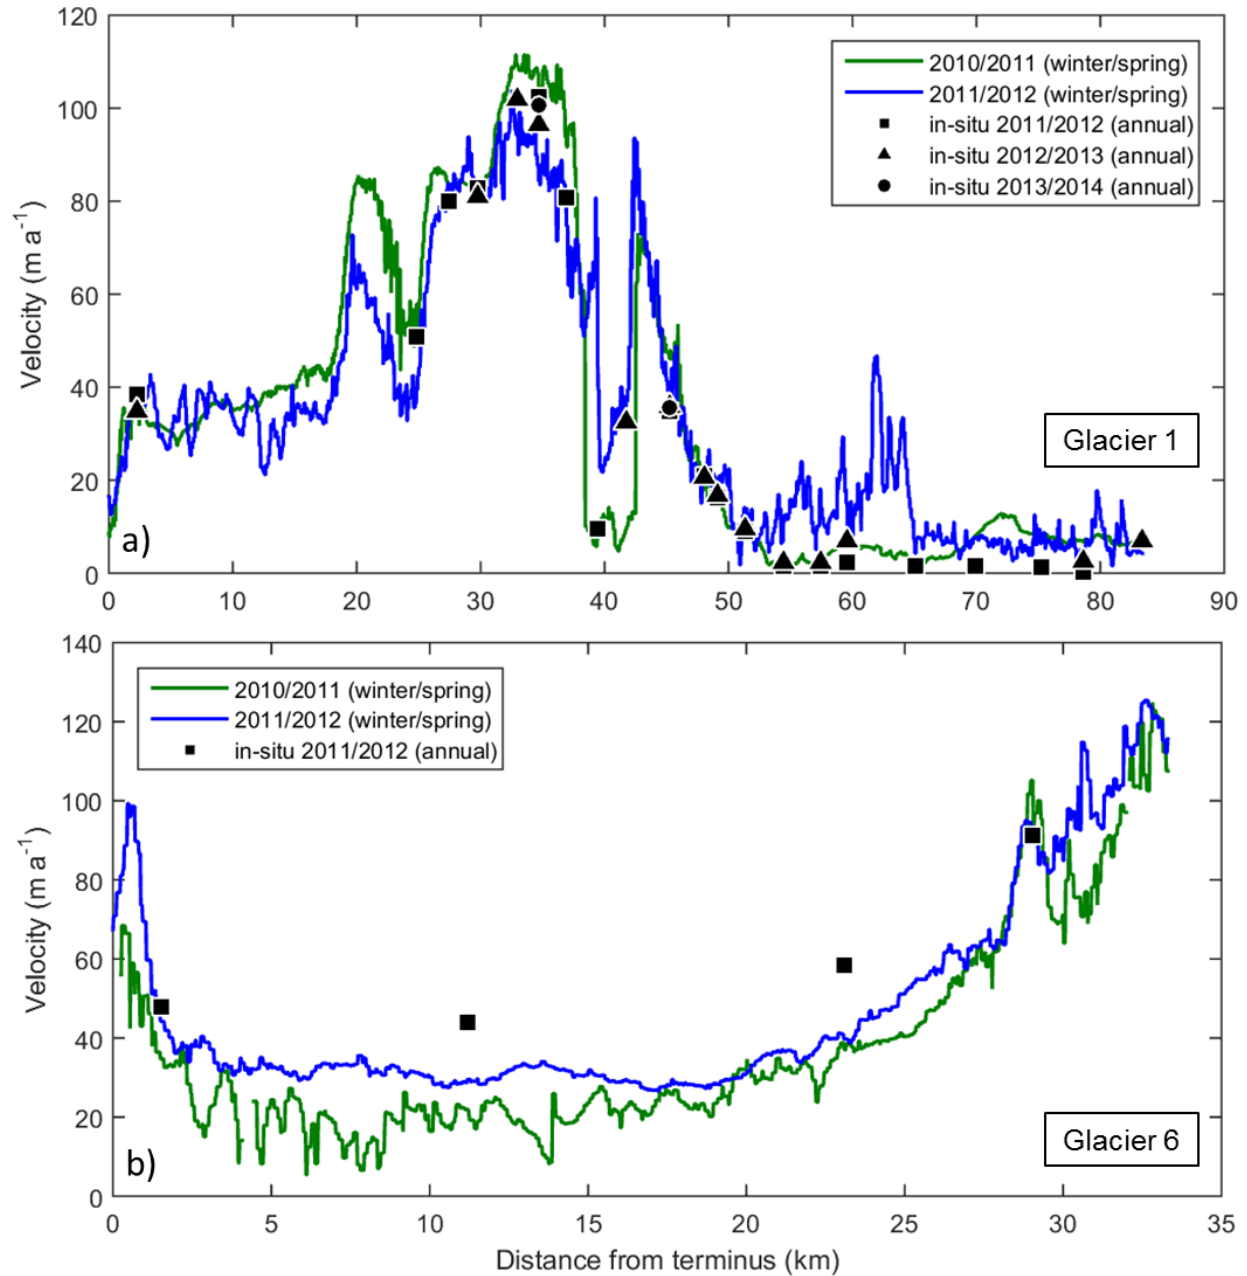 120
100
80
60
40
20
0
Velocity (m a⁻¹)
2010/2011 (winter/spring)
2011/2012 (winter/spring)
in-situ 2011/2012 (annual)
in-situ 2012/2013 (annual)
in-situ 2013/2014 (annual)
Glacier 1
a)
0 10 20 30 40 50 60 70 80 90
140
120
100
80
60
40
20
0
Velocity (m a⁻¹)
2010/2011 (winter/spring)
2011/2012 (winter/spring)
in-situ 2011/2012 (annual)
Glacier 6
b)
0 5 10 15 20 25 30 35
Distance from terminus (km)